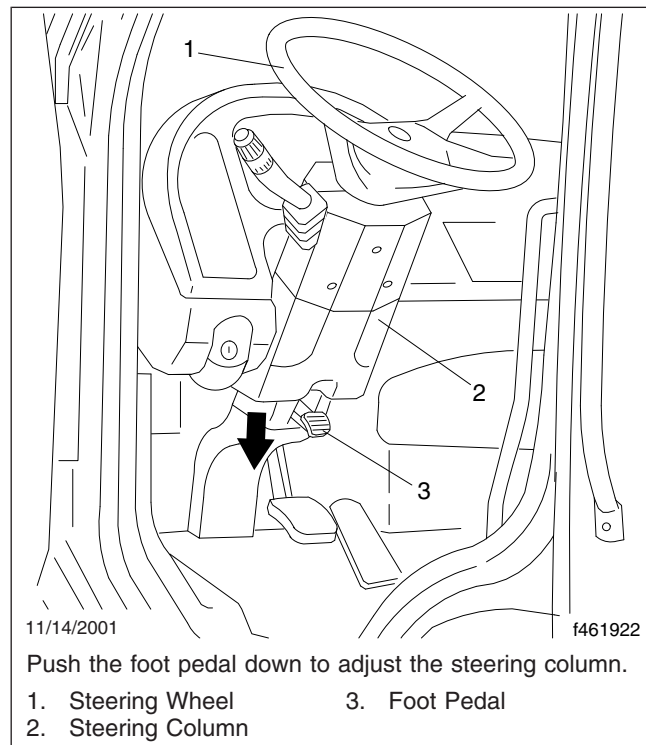 1
2
3
11/14/2001 f461922
Push the foot pedal down to adjust the steering column.
1. Steering Wheel 3. Foot Pedal
2. Steering Column